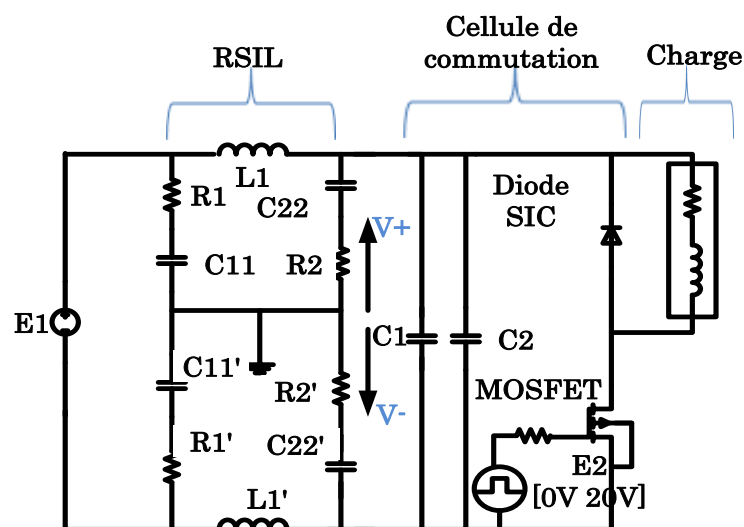 Cellule de
commutation
RSIL
Charge
L1
R1
C22
Diode
SIC
V+
C11
R2
E1
C1
C2
C11'
R2'
MOSFET
V-
R1'
C22'
E2
[0V 20V]
L1'